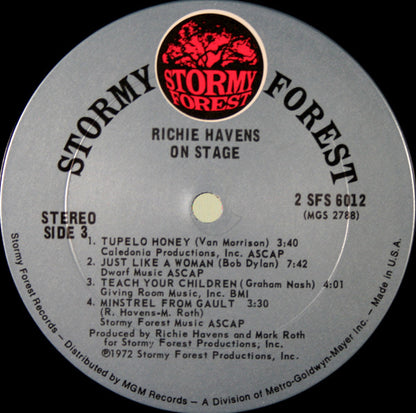 STORMY
FOREST
STORMY FOREST
RICHIE HAVENS
ON STAGE
2 SFS 6012
(MGS 2788)
STEREO
SIDE 3
1. TUPELO HONEY (Van Morrison) 3:40
Caledonia Productions, Inc. ASCAP
2. JUST LIKE A WOMAN (Bob Dylan) 7:42
Dwarf Music ASCAP
3. TEACH YOUR CHILDREN (Graham Nash) 4:01
Giving Room Music, Inc. BMI
4. MINSTREL FROM GAULT 3:30
(R. Havens-M. Roth)
Stormy Forest Music ASCAP
Produced by Richie Havens and Mark Roth
for Stormy Forest Productions, Inc.
℗1972 Stormy Forest Productions, Inc.
Stormy Forest Records - Distributed by MGM Records - A Division of Metro-Goldwyn-Mayer Inc. - Made in U.S.A.